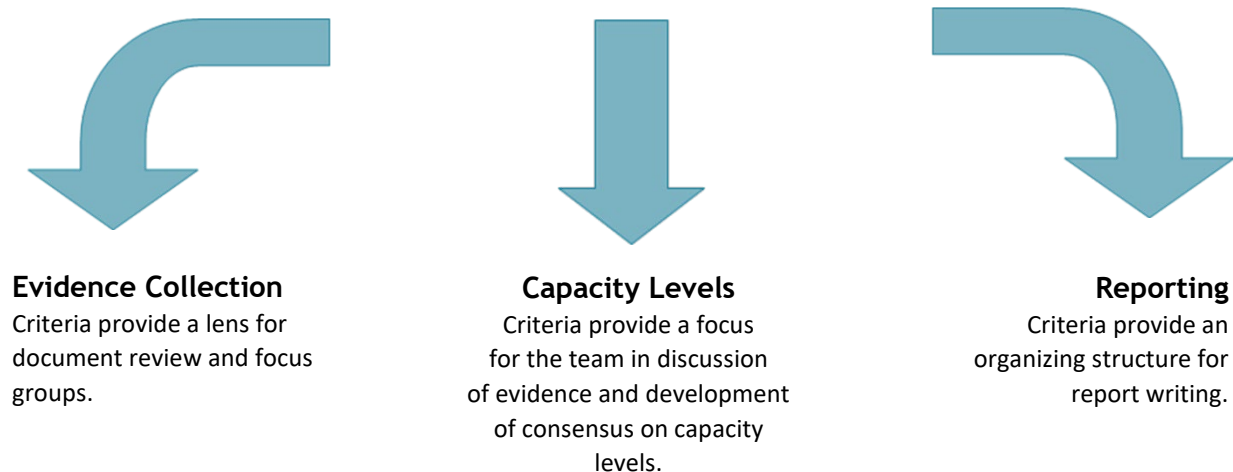 Evidence Collection
Criteria provide a lens for
document review and focus
groups.
Capacity Levels
Criteria provide a focus
for the team in discussion
of evidence and development
of consensus on capacity
levels.
Reporting
Criteria provide an
organizing structure for
report writing.